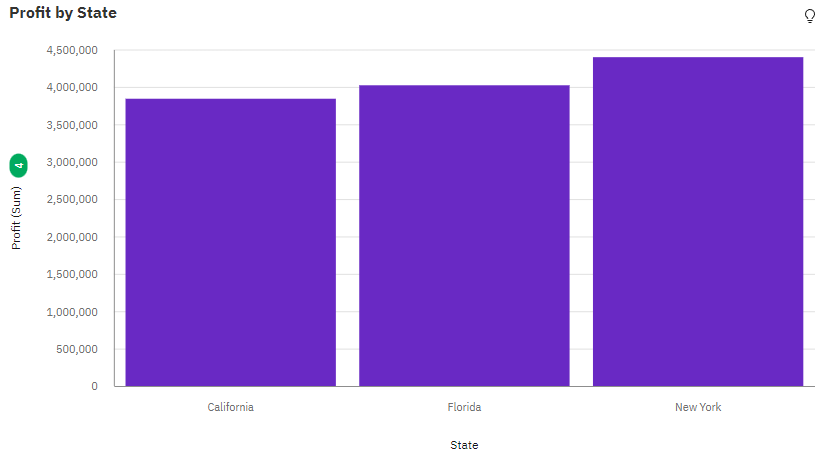 Profit by State
4,500,000
4,000,000
3,500,000
3,000,000
2,500,000
2,000,000
1,500,000
1,000,000
500,000
0
4
Profit (Sum)
California Florida New York
State